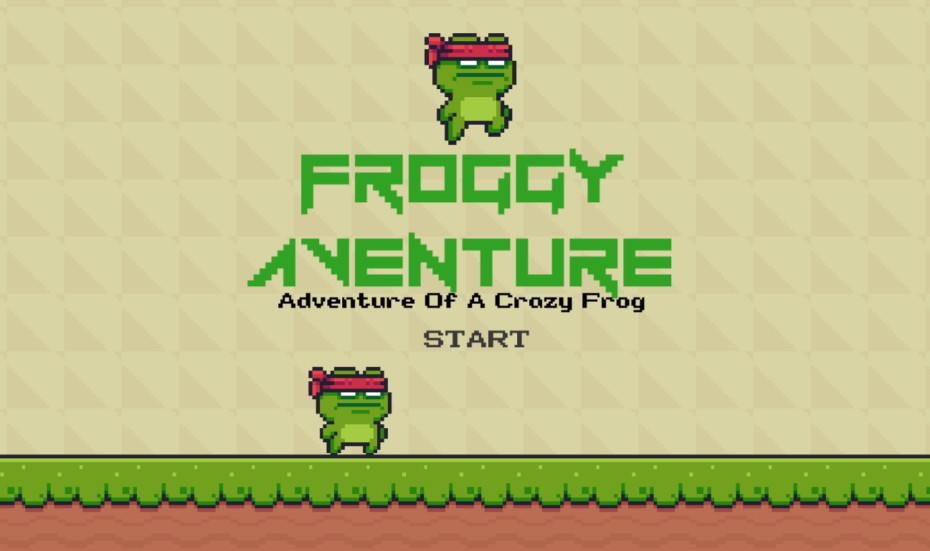 FROGGY
AVENTURE
Adventure Of A Crazy Frog
START